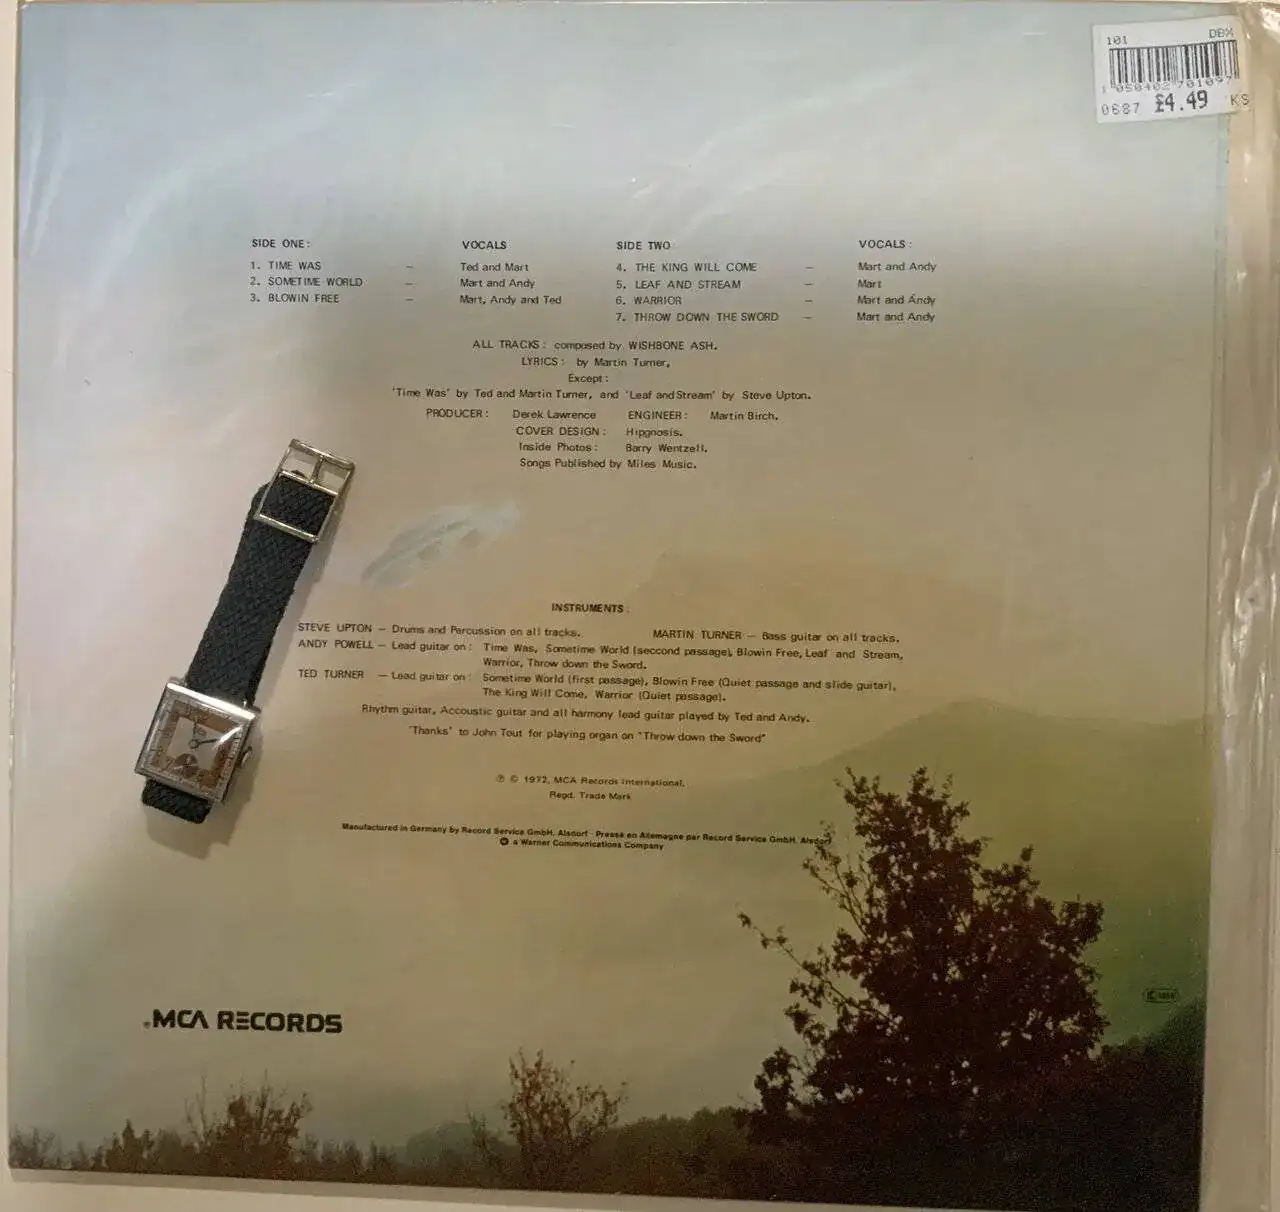 101 DBX
1 050402 701097
0687 £4.49 KS
SIDE ONE: VOCALS SIDE TWO VOCALS:
1. TIME WAS – Ted and Mart 4. THE KING WILL COME – Mart and Andy
2. SOMETIME WORLD – Mart and Andy 5. LEAF AND STREAM – Mart
3. BLOWIN FREE – Mart, Andy and Ted 6. WARRIOR – Mart and Andy
7. THROW DOWN THE SWORD – Mart and Andy
ALL TRACKS: composed by WISHBONE ASH.
LYRICS: by Martin Turner,
Except:
'Time Was' by Ted and Martin Turner, and 'Leaf and Stream' by Steve Upton.
PRODUCER: Derek Lawrence ENGINEER: Martin Birch.
COVER DESIGN: Hipgnosis.
Inside Photos: Barry Wentzell.
Songs Published by Miles Music.
INSTRUMENTS:
STEVE UPTON – Drums and Percussion on all tracks. MARTIN TURNER – Bass guitar on all tracks.
ANDY POWELL – Lead guitar on: Time Was, Sometime World (seccond passage), Blowin Free, Leaf and Stream,
Warrior, Throw down the Sword.
TED TURNER – Lead guitar on: Sometime World (first passage), Blowin Free (Quiet passage and slide guitar),
The King Will Come, Warrior (Quiet passage).
Rhythm guitar, Accoustic guitar and all harmony lead guitar played by Ted and Andy.
'Thanks' to John Tout for playing organ on "Throw down the Sword"
℗ © 1972, MCA Records International.
Regd. Trade Mark
Manufactured in Germany by Record Service GmbH, Alsdorf · Pressé en Allemagne par Record Service GmbH. Alsdorf
a Warner Communications Company
MCA RECORDS